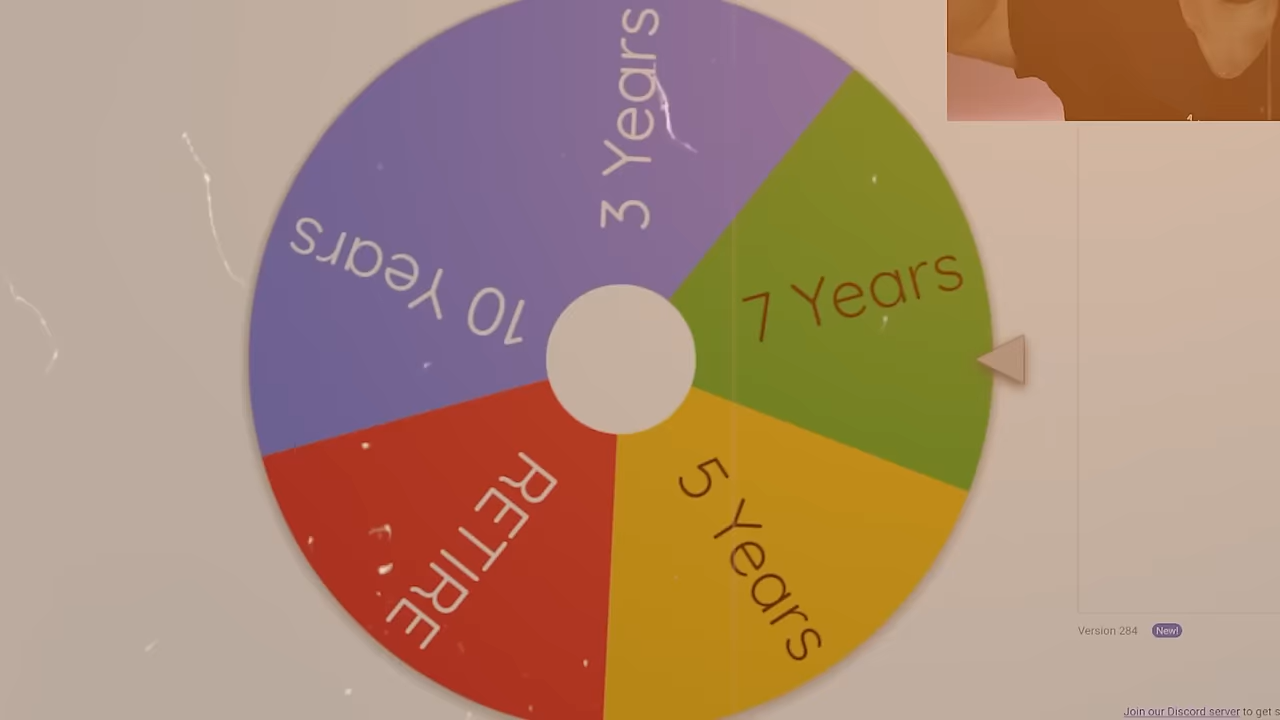 3 Years
7 Years
10 Years
RETIRE
5 Years
Version 284
New!
Join our Discord server to get s